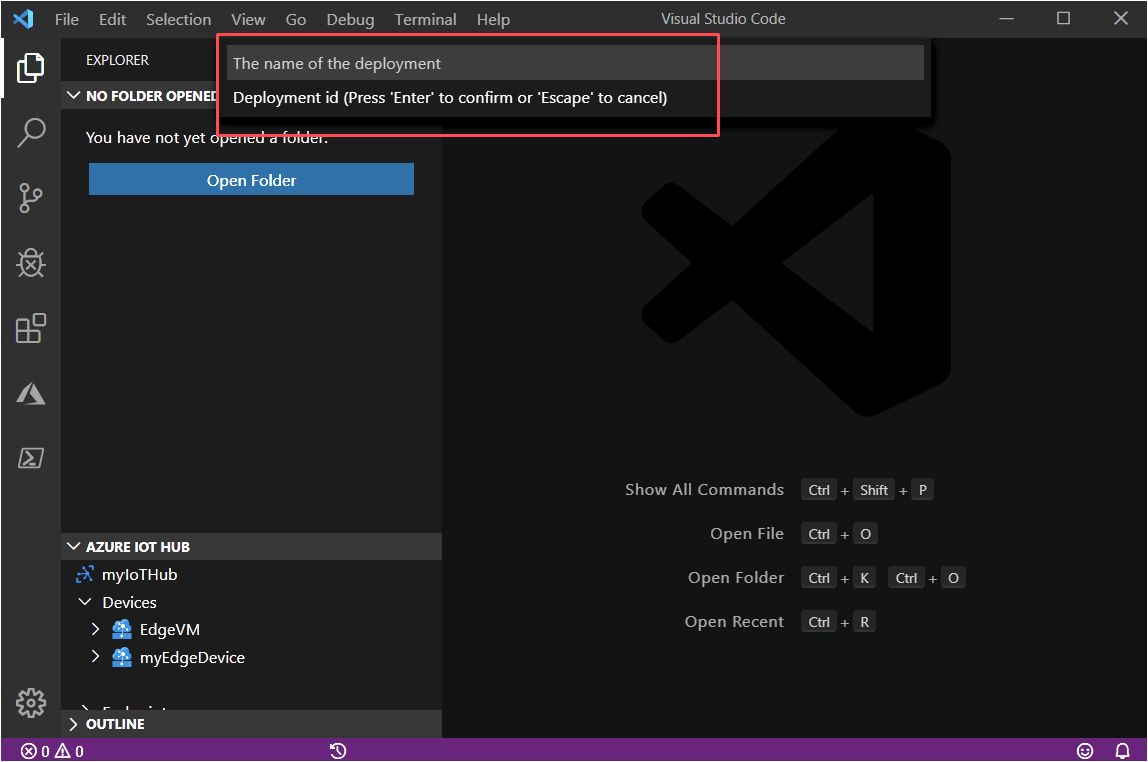 File Edit Selection View Go Debug Terminal Help Visual Studio Code
EXPLORER
The name of the deployment
NO FOLDER OPENED
Deployment id (Press 'Enter' to confirm or 'Escape' to cancel)
You have not yet opened a folder.
Open Folder
Show All Commands Ctrl + Shift + P
Open File Ctrl + O
Open Folder Ctrl + K Ctrl + O
Open Recent Ctrl + R
AZURE IOT HUB
myIoTHub
Devices
EdgeVM
myEdgeDevice
OUTLINE
0 0